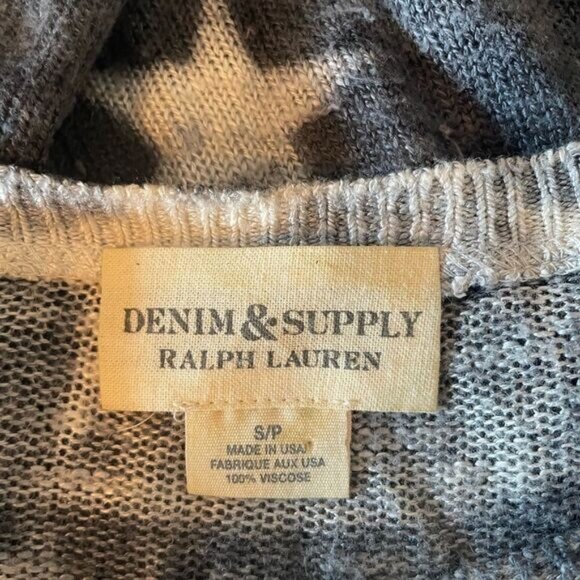 DENIM & SUPPLY
RALPH LAUREN
S/P
MADE IN USA/
FABRIQUE AUX USA
100% VISCOSE